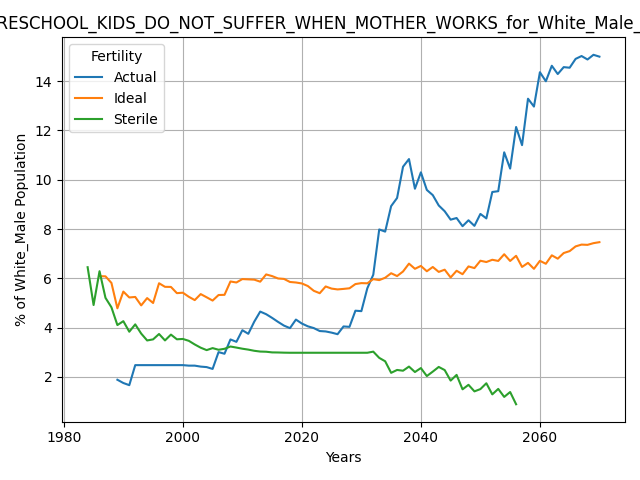 RESCHOOL_KIDS_DO_NOT_SUFFER_WHEN_MOTHER_WORKS_for_White_Male_
Fertility
Actual
Ideal
Sterile
% of White_Male Population
14
12
10
8
6
4
2
1980
2000
2020
2040
2060
Years